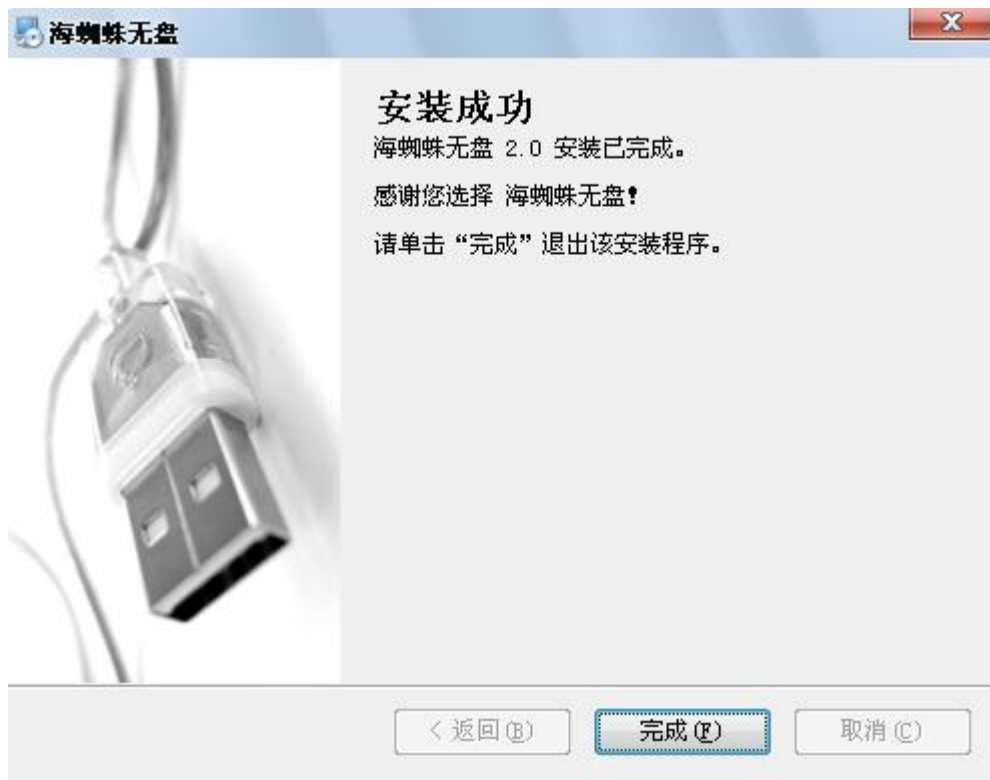 海蜘蛛无盘
安装成功
海蜘蛛无盘 2.0 安装已完成。
感谢您选择 海蜘蛛无盘!
请单击“完成”退出该安装程序。
< 返回(B)
完成(F)
取消(C)